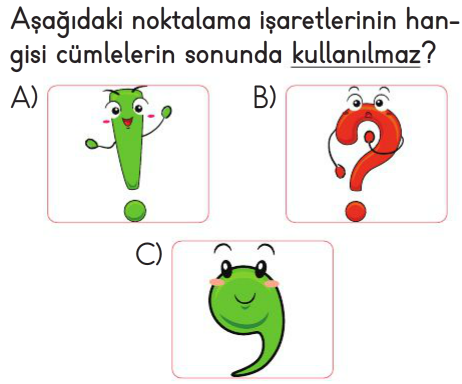 Aşağıdaki noktalama işaretlerinin han-
gisi cümlelerin sonunda kullanılmaz?
A)
B)
C)